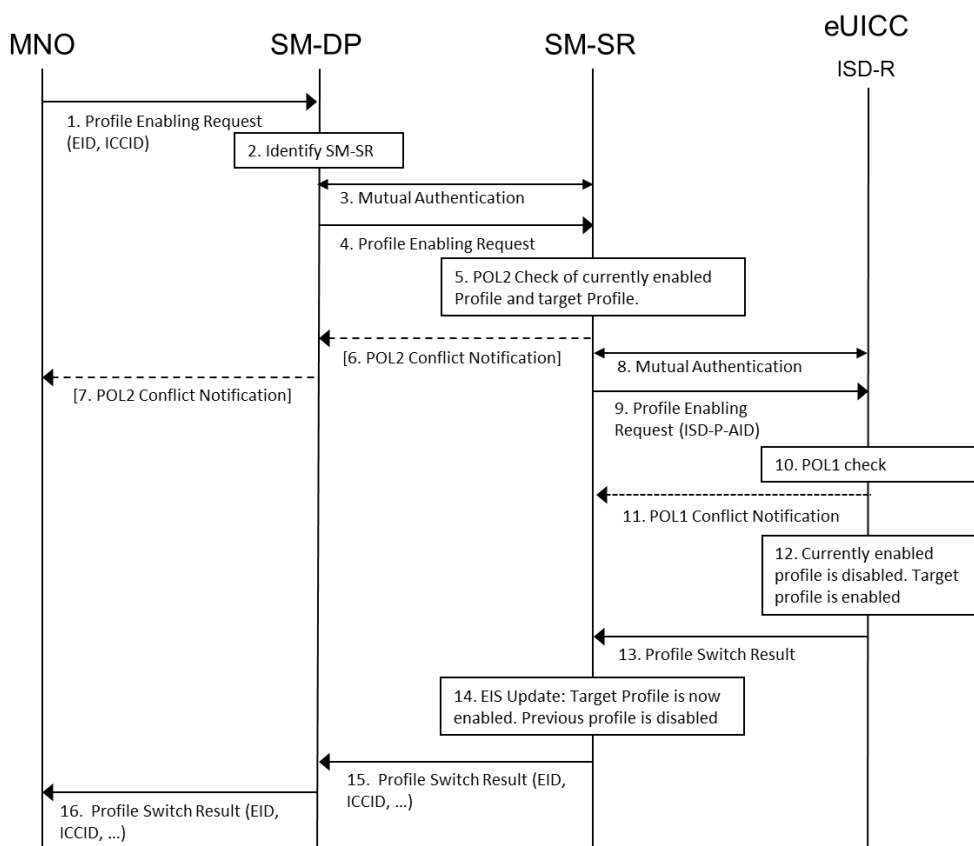 MNO
SM-DP
SM-SR
eUICC
ISD-R
1. Profile Enabling Request
(EID, ICCID)
2. Identify SM-SR
3. Mutual Authentication
4. Profile Enabling Request
5. POL2 Check of currently enabled
Profile and target Profile.
[6. POL2 Conflict Notification]
[7. POL2 Conflict Notification]
8. Mutual Authentication
9. Profile Enabling
Request (ISD-P-AID)
10. POL1 check
11. POL1 Conflict Notification
12. Currently enabled
profile is disabled. Target
profile is enabled
13. Profile Switch Result
14. EIS Update: Target Profile is now
enabled. Previous profile is disabled
15. Profile Switch Result (EID,
ICCID, ...)
16. Profile Switch Result (EID,
ICCID, ...)